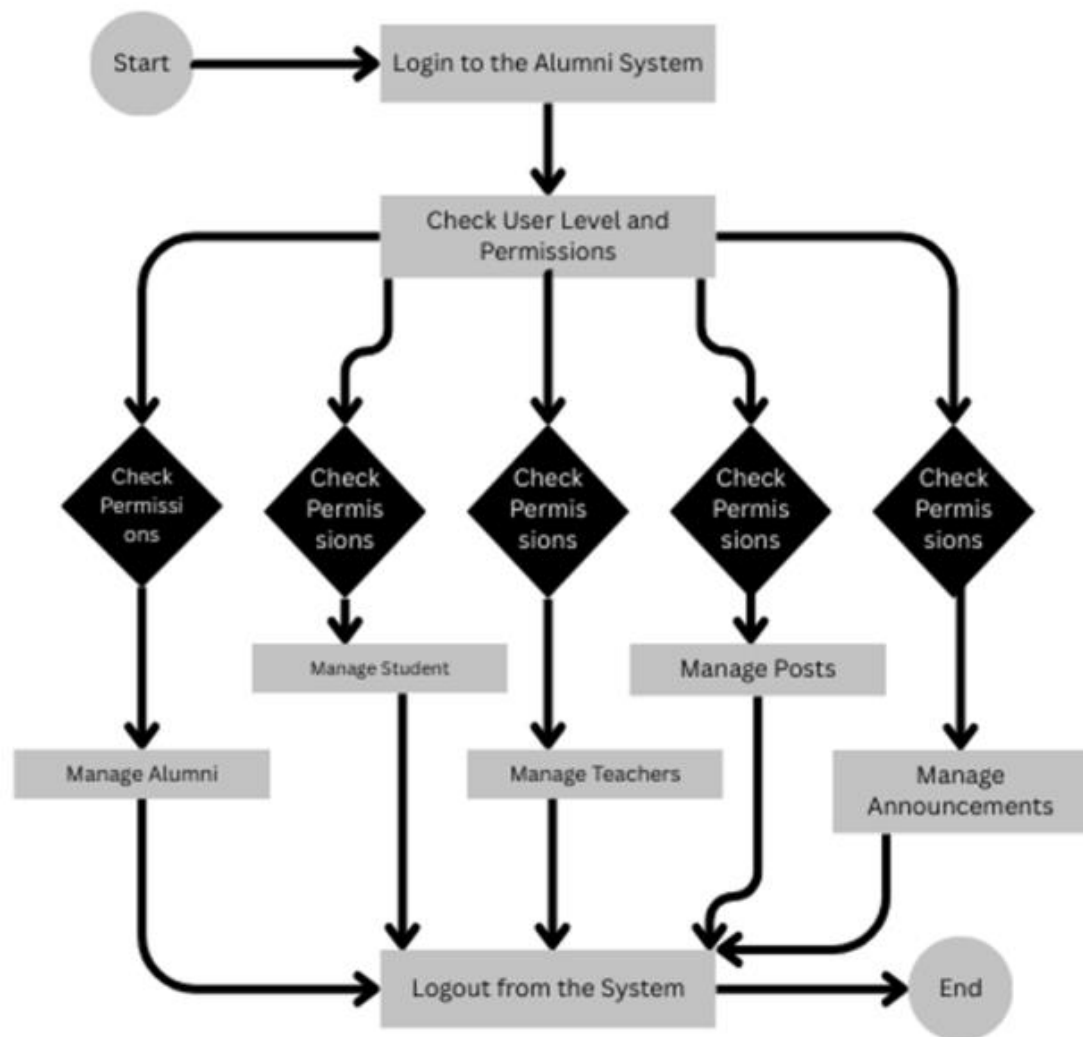 Start
Login to the Alumni System
Check User Level and
Permissions
Check
Permissi
ons
Check
Permis
sions
Check
Permis
sions
Check
Permis
sions
Check
Permis
sions
Manage Student
Manage Posts
Manage Alumni
Manage Teachers
Manage
Announcements
Logout from the System
End